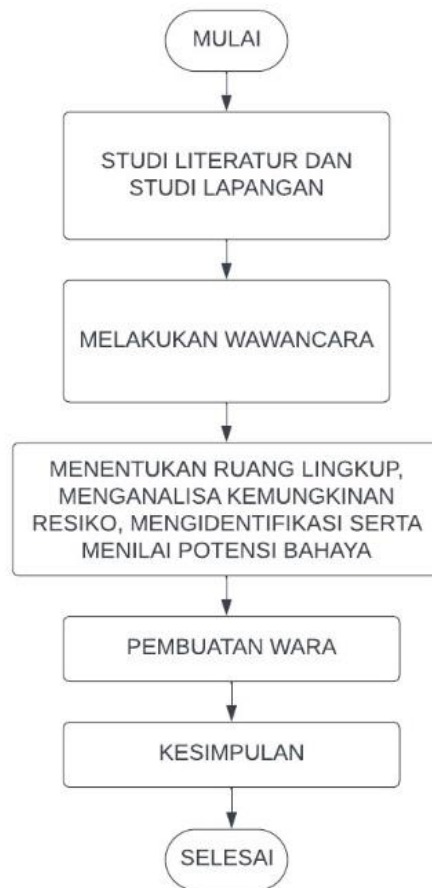 MULAI
STUDI LITERATUR DAN
STUDI LAPANGAN
MELAKUKAN WAWANCARA
MENENTUKAN RUANG LINGKUP,
MENGANALISA KEMUNGKINAN
RESIKO, MENGIDENTIFIKASI SERTA
MENILAI POTENSI BAHAYA
PEMBUATAN WARA
KESIMPULAN
SELESAI